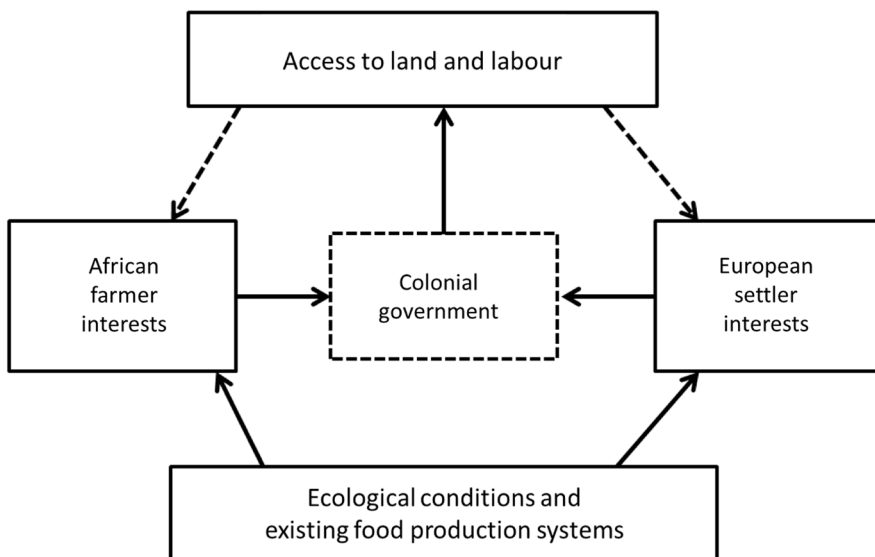 Access to land and labour
African
farmer
interests
Colonial
government
European
settler
interests
Ecological conditions and
existing food production systems